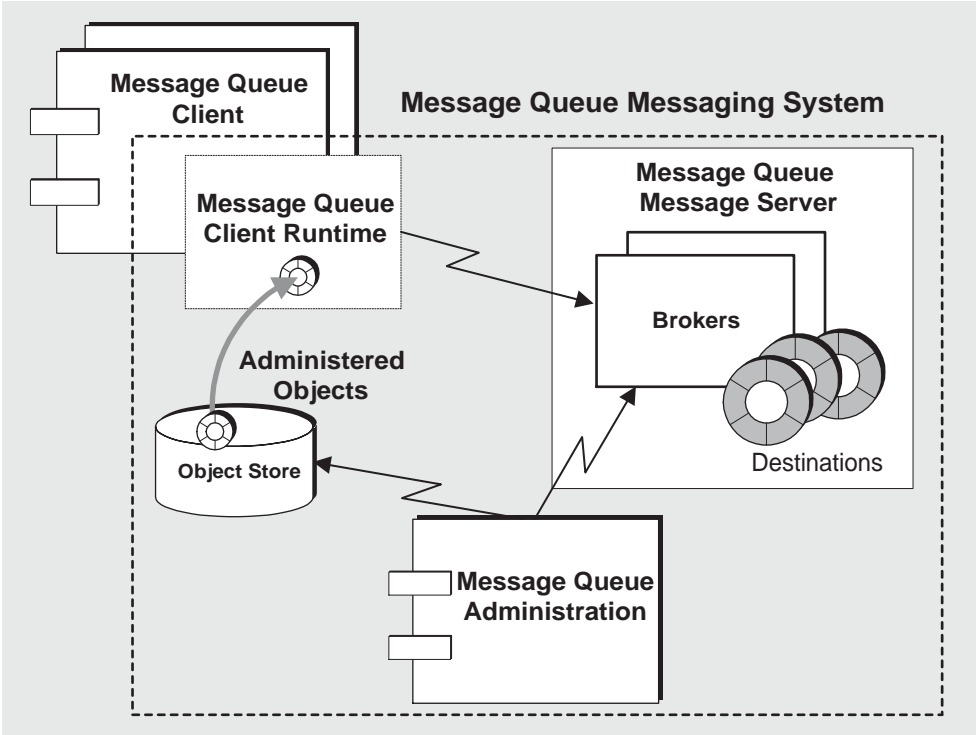 Message Queue
Client
Message Queue Messaging System
Message Queue
Message Server
Message Queue
Client Runtime
Brokers
Administered
Objects
Object Store
Destinations
Message Queue
Administration